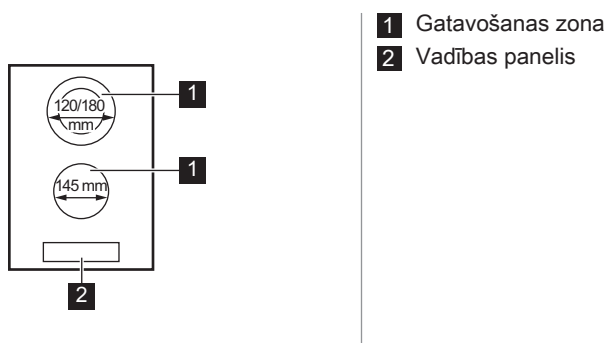 120/180
mm
145 mm
1
1
2
1 Gatavošanas zona
2 Vadības panelis